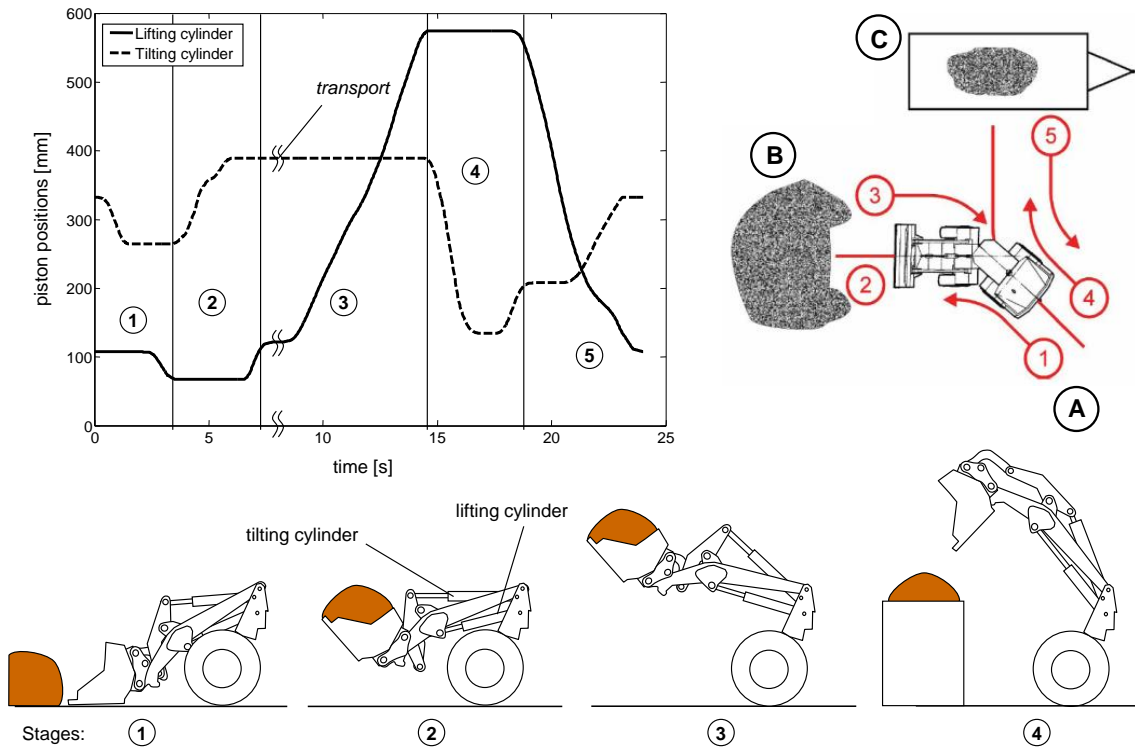 600
500
400
300
200
100
0
piston positions [mm]
Lifting cylinder
Tilting cylinder
transport
1
2
3
4
5
0
5
10
15
20
25
time [s]
C
B
A
5
3
2
4
1
tilting cylinder
lifting cylinder
Stages:
1
2
3
4